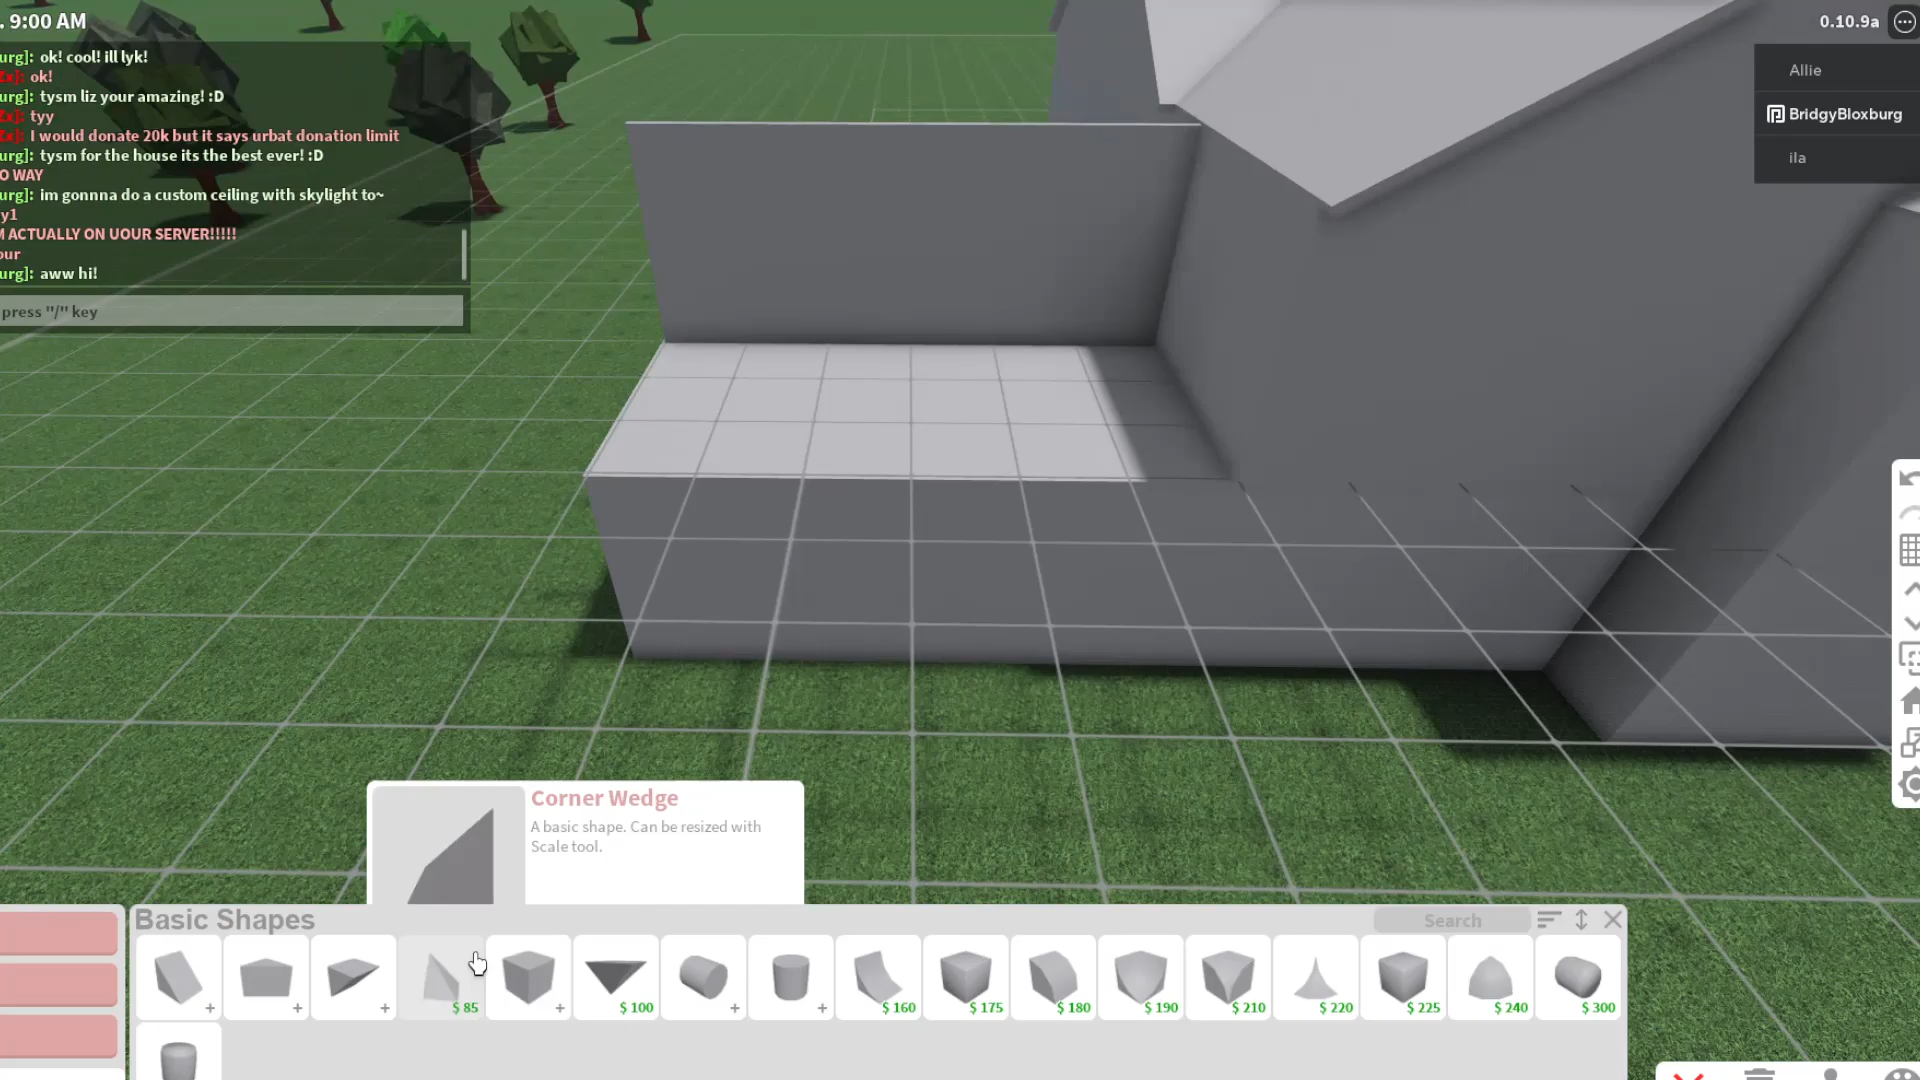 . 9:00 AM
urg]: ok! cool! ill lyk!
Zx]: ok!
urg]: tysm liz your amazing! :D
Zx]: tyy
Zx]: I would donate 20k but it says urbat donation limit
urg]: tysm for the house its the best ever! :D
O WAY
urg]: im gonnna do a custom ceiling with skylight to~
y1
M ACTUALLY ON UOUR SERVER!!!!!
our
urg]: aww hi!
press "/" key
0.10.9a
Allie
BridgyBloxburg
ila
Corner Wedge
A basic shape. Can be resized with
Scale tool.
Basic Shapes
Search
+ + + $ 85 + $ 100 + + $ 160 $ 175 $ 180 $ 190 $ 210 $ 220 $ 225 $ 240 $ 300